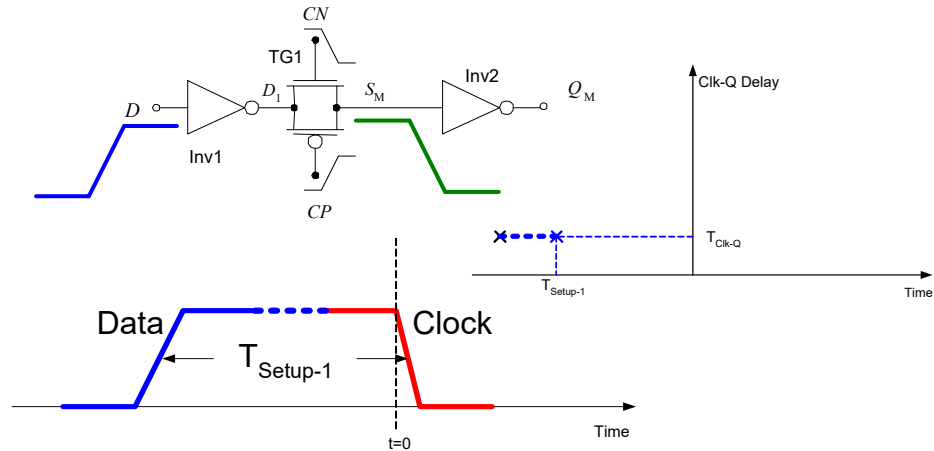 CN
TG1
Inv2
D
D1
SM
QM
Inv1
CP
Clk-Q Delay
TClk-Q
TSetup-1
Time
Data
Clock
TSetup-1
Time
t=0